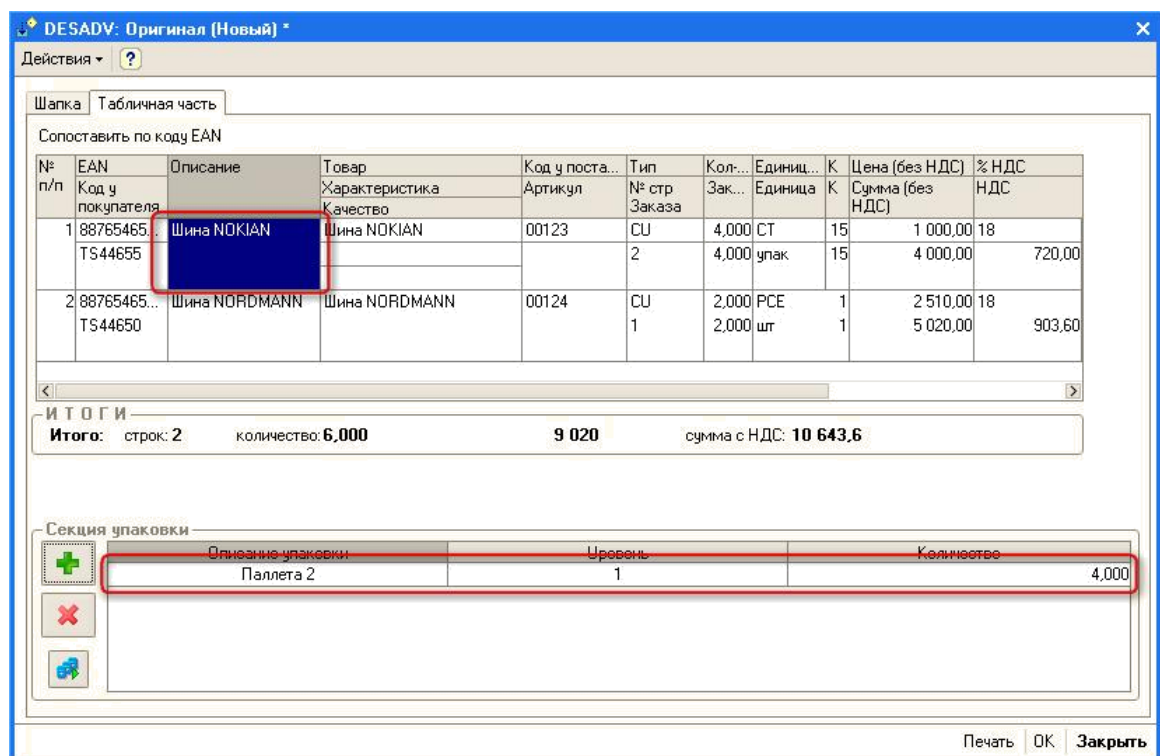 DESADV: Оригинал (Новый) *
Действия ?
Шапка Табличная часть
Сопоставить по коду EAN
№ EAN Описание Товар Код у поста... Тип Кол-... Единиц... К Цена (без НДС) % НДС
п/п Код у Характеристика Артикул № стр Зак... Единица К Сумма (без НДС
покупателя Качество Заказа НДС)
1 88765465... Шина NOKIAN Шина NOKIAN 00123 CU 4,000 СТ 15 1 000,00 18
TS44655 2 4,000 упак 15 4 000,00 720,00
2 88765465... Шина NORDMANN Шина NORDMANN 00124 CU 2,000 PCE 1 2 510,00 18
TS44650 1 2,000 шт 1 5 020,00 903,60
ИТОГИ
Итого: строк: 2 количество: 6,000 9 020 сумма с НДС: 10 643,6
Секция упаковки
Описание упаковки Уровень Количество
Паллета 2 1 4,000
Печать OK Закрыть